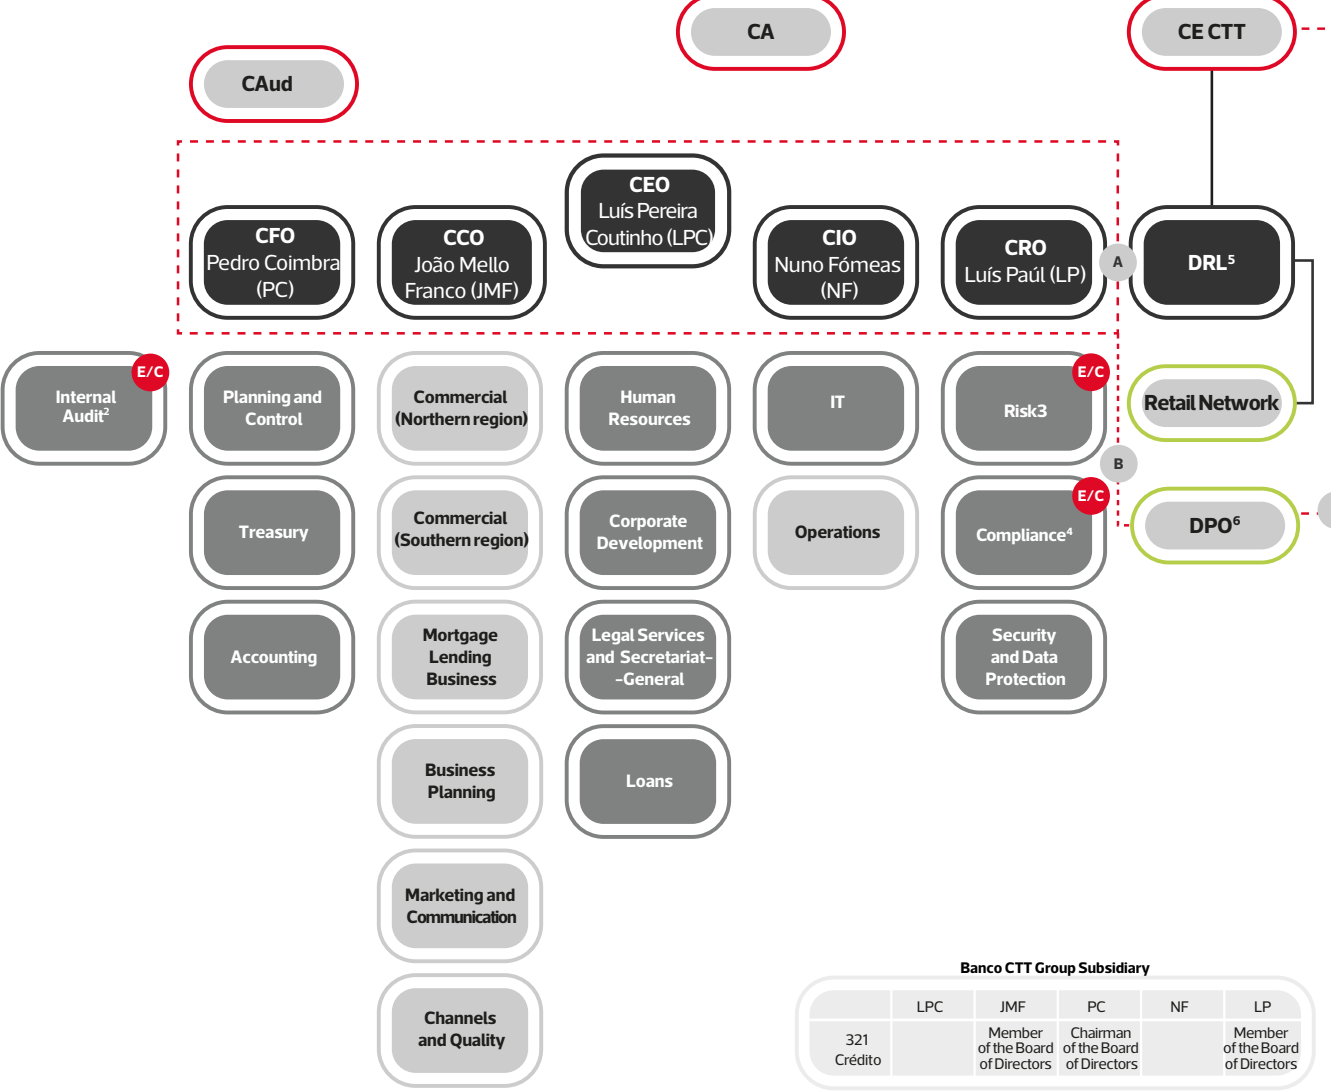 CA
CE CTT
CAud
CEO
Luís Pereira
Coutinho (LPC)
CFO
Pedro Coimbra
(PC)
CCO
João Mello
Franco (JMF)
CIO
Nuno Fómeas
(NF)
CRO
Luís Paúl (LP)
A
DRL⁵
E/C
Internal
Audit²
Planning and
Control
Commercial
(Northern region)
Human
Resources
IT
E/C
Risk3
Retail Network
B
Treasury
Commercial
(Southern region)
Corporate
Development
Operations
E/C
Compliance⁴
DPO⁶
Accounting
Mortgage
Lending
Business
Legal Services
and Secretariat-
-General
Security
and Data
Protection
Business
Planning
Loans
Marketing and
Communication
Channels
and Quality
Banco CTT Group Subsidiary
LPC JMF PC NF LP
321
Crédito
Member
of the Board
of Directors
Chairman
of the Board
of Directors
Member
of the Board
of Directors